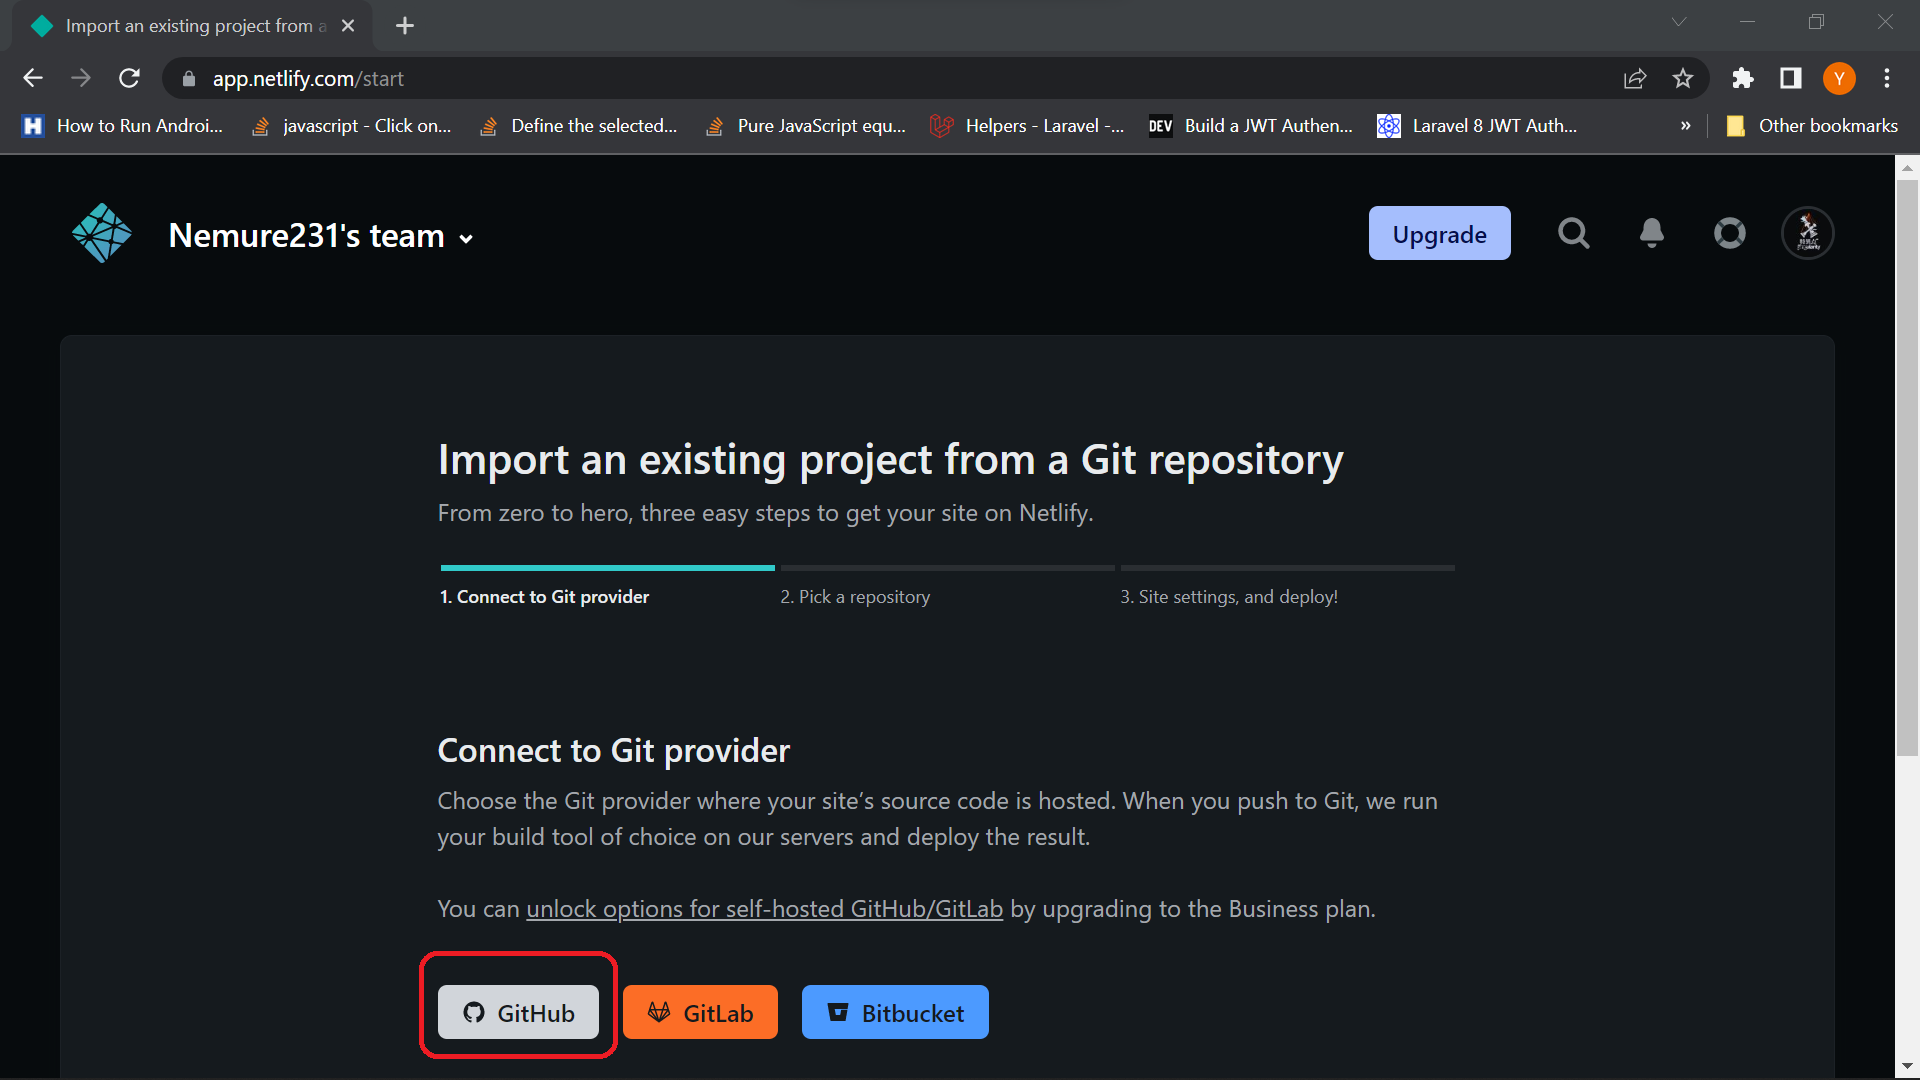 Import an existing project from a
app.netlify.com/start
Y
H How to Run Androi...
javascript - Click on...
Define the selected...
Pure JavaScript equ...
Helpers - Laravel -...
DEV Build a JWT Authen...
Laravel 8 JWT Auth...
»
Other bookmarks
Nemure231's team
Upgrade
Import an existing project from a Git repository
From zero to hero, three easy steps to get your site on Netlify.
1. Connect to Git provider
2. Pick a repository
3. Site settings, and deploy!
Connect to Git provider
Choose the Git provider where your site’s source code is hosted. When you push to Git, we run
your build tool of choice on our servers and deploy the result.
You can unlock options for self-hosted GitHub/GitLab by upgrading to the Business plan.
GitHub
GitLab
Bitbucket